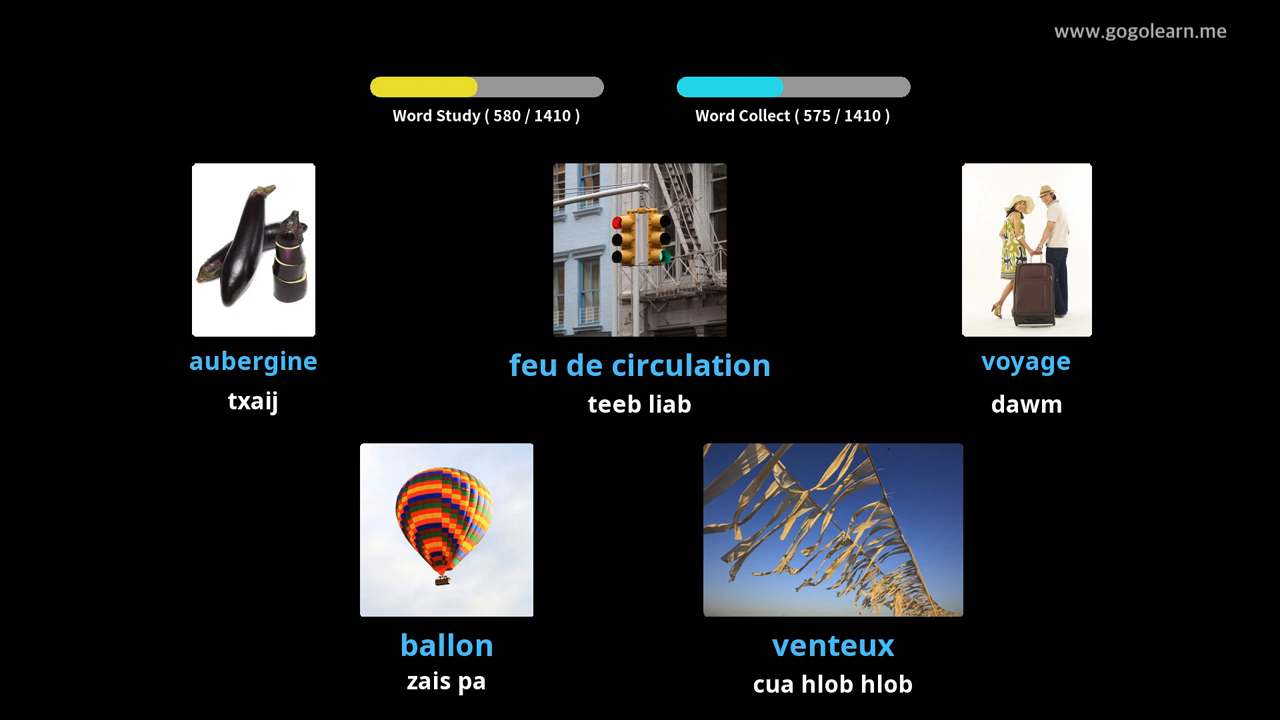 www.gogolearn.me
Word Study ( 580 / 1410 )
Word Collect ( 575 / 1410 )
aubergine
txaij
feu de circulation
teeb liab
voyage
dawm
ballon
zais pa
venteux
cua hlob hlob